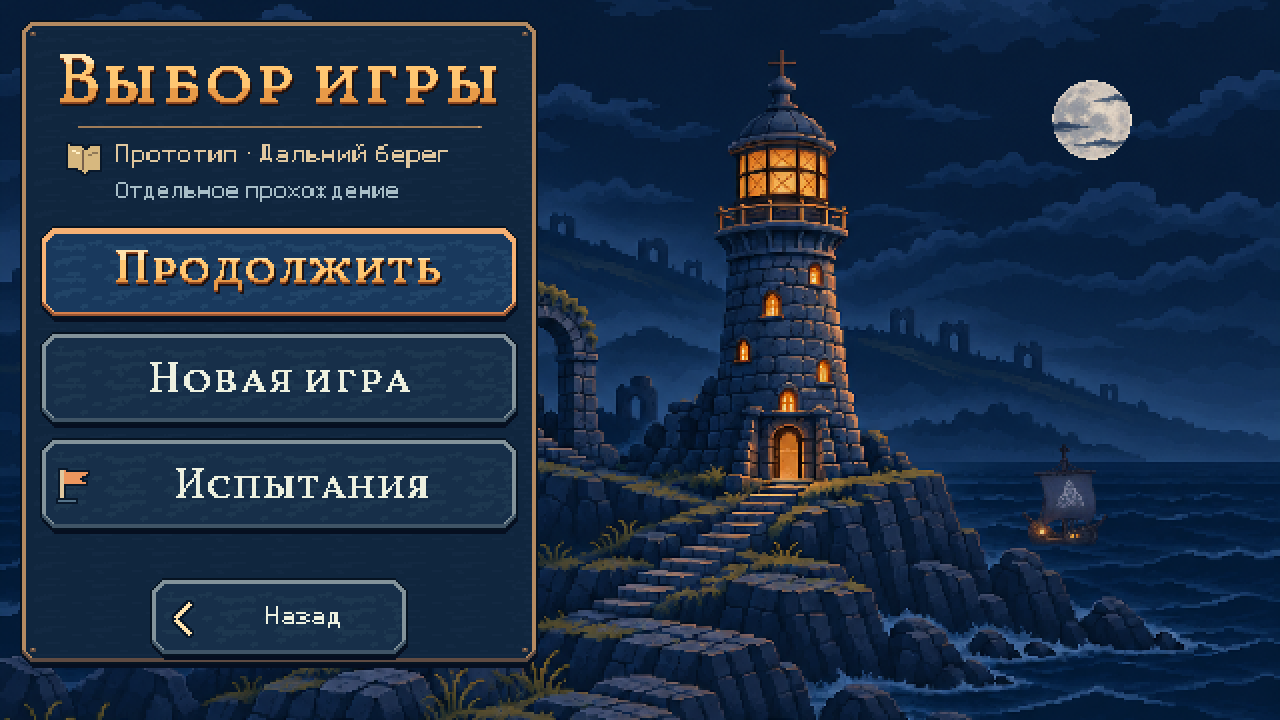 Выбор игры
Прототип · Дальний берег
Отдельное прохождение
Продолжить
Новая игра
Испытания
Назад